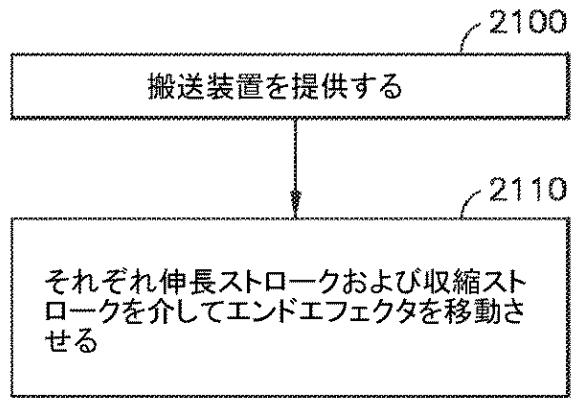 2100
搬送装置を提供する
2110
それぞれ伸長ストロークおよび収縮スト
ロークを介してエンドエフェクタを移動さ
せる